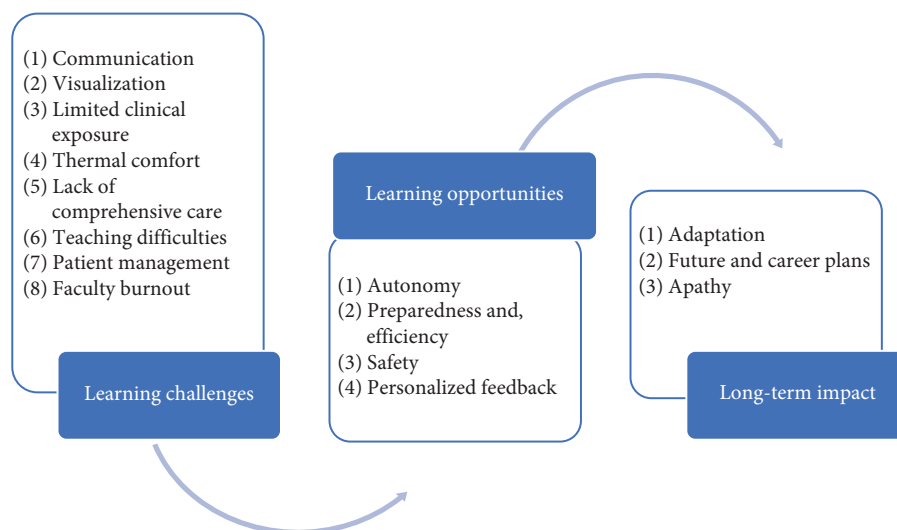 (1) Communication
(2) Visualization
(3) Limited clinical
exposure
(4) Thermal comfort
(5) Lack of
comprehensive care
(6) Teaching difficulties
(7) Patient management
(8) Faculty burnout
Learning challenges
Learning opportunities
(1) Autonomy
(2) Preparedness and,
efficiency
(3) Safety
(4) Personalized feedback
(1) Adaptation
(2) Future and career plans
(3) Apathy
Long-term impact